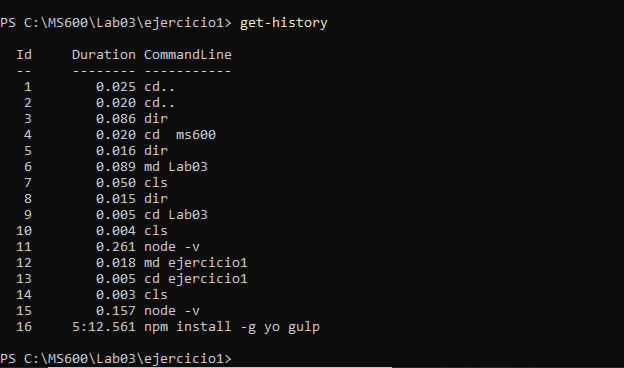 PS C:\MS600\Lab03\ejercicio1> get-history
Id Duration CommandLine
-- -------- -----------
1 0.025 cd..
2 0.020 cd..
3 0.086 dir
4 0.020 cd  ms600
5 0.016 dir
6 0.089 md Lab03
7 0.050 cls
8 0.015 dir
9 0.005 cd Lab03
10 0.004 cls
11 0.261 node -v
12 0.018 md ejercicio1
13 0.005 cd ejercicio1
14 0.003 cls
15 0.157 node -v
16 5:12.561 npm install -g yo gulp
PS C:\MS600\Lab03\ejercicio1>